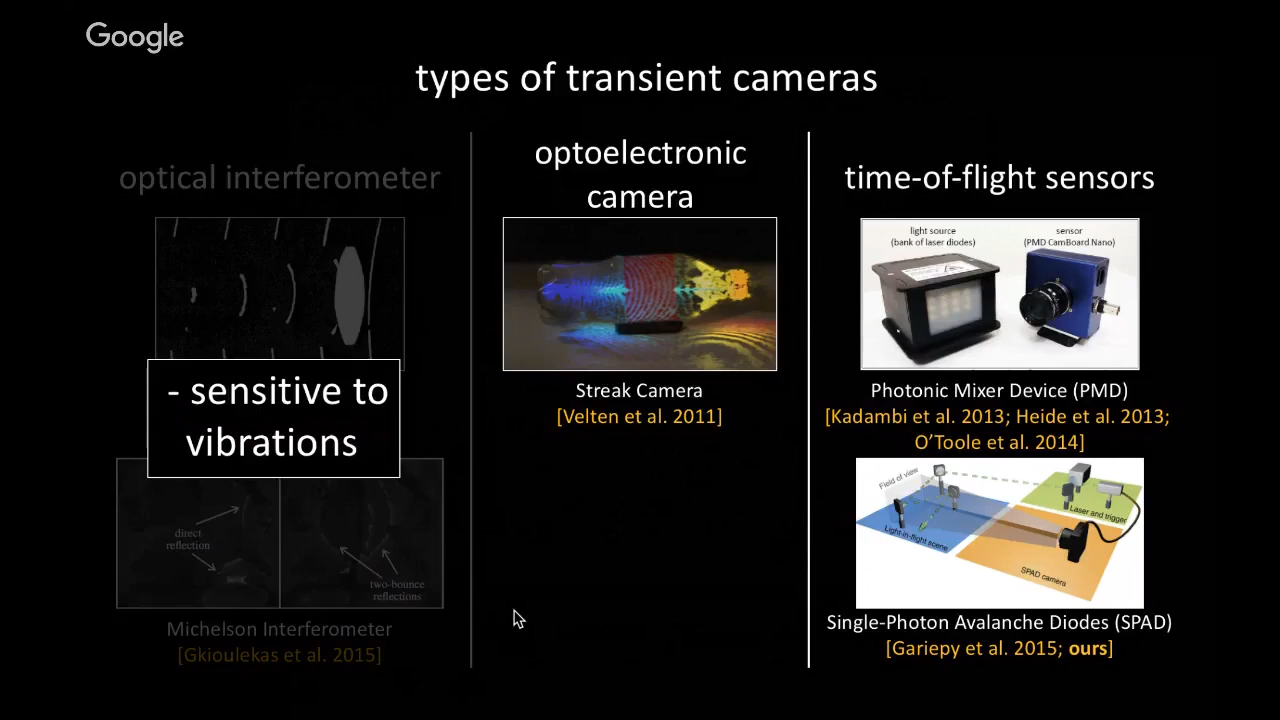 Google
types of transient cameras
optical interferometer
- sensitive to
vibrations
direct
reflection
two-bounce
reflections
Michelson Interferometer
[Gkioulekas et al. 2015]
optoelectronic
camera
Streak Camera
[Velten et al. 2011]
time-of-flight sensors
light source
(bank of laser diodes)
sensor
(PMD CamBoard Nano)
Photonic Mixer Device (PMD)
[Kadambi et al. 2013; Heide et al. 2013;
O'Toole et al. 2014]
Field of view
Laser and trigger
Light-in-flight scene
SPAD camera
Single-Photon Avalanche Diodes (SPAD)
[Gariepy et al. 2015; ours]